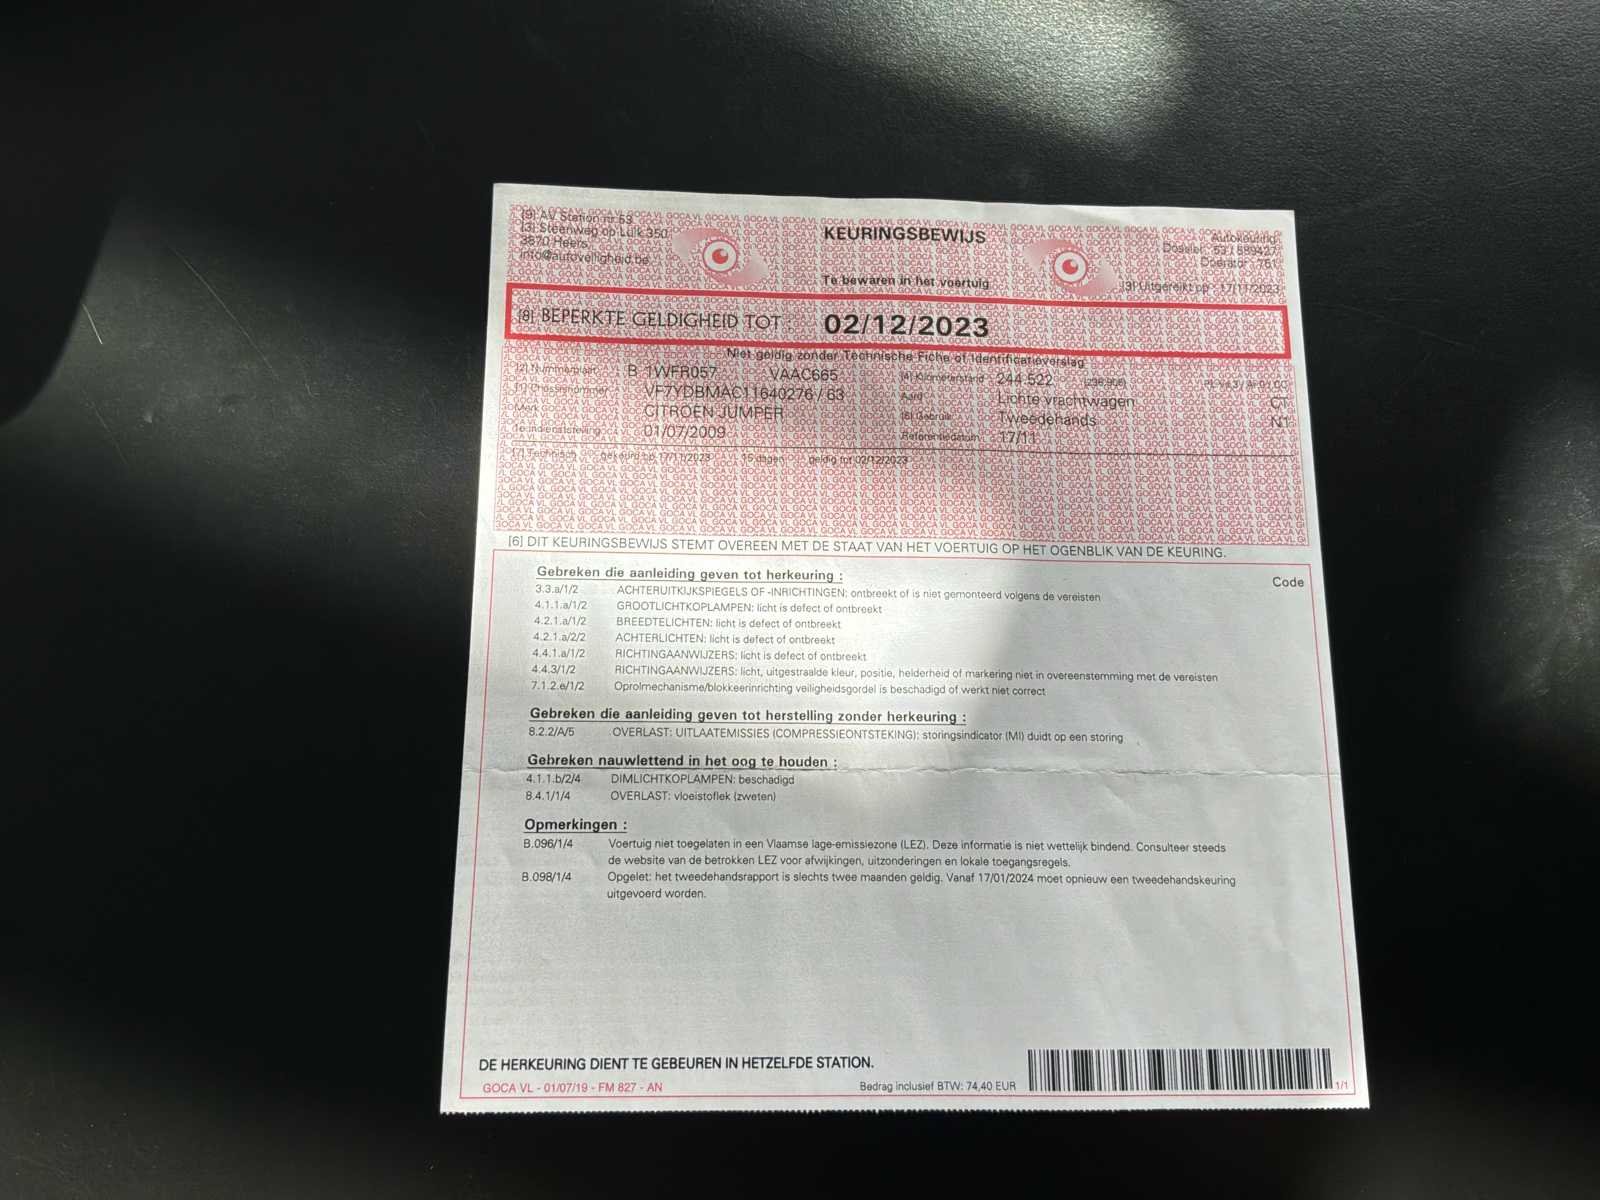 [9] AV Station nr 53
[3] Steenweg op Luik 350
3870 Heers
info@autoveiligheid.be
KEURINGSBEWIJS
Te bewaren in het voertuig
Autokeuring
Dossier : 53 / 889427
Operator : 761
[3] Uitgereikt op : 17/11/2023
[8] BEPERKTE GELDIGHEID TOT : 02/12/2023
Niet geldig zonder Technische Fiche of Identificatieverslag
[2] Nummerplaat B 1WFR057 VAAC665 [4] Kilometerstand 244.522 (236.906)
[1] Chassisnummer VF7YDBMAC11640276 / 63 Aard Lichte vrachtwagen CT
Merk CITROEN JUMPER [5] Gebruik Tweedehands N1
1e indienststelling 01/07/2009 Referentiedatum 17/11
[7] Technisch gekeurd op 17/11/2023 15 dagen geldig tot 02/12/2023
[6] DIT KEURINGSBEWIJS STEMT OVEREEN MET DE STAAT VAN HET VOERTUIG OP HET OGENBLIK VAN DE KEURING.
Gebreken die aanleiding geven tot herkeuring : Code
3.3.a/1/2 ACHTERUITKIJKSPIEGELS OF -INRICHTINGEN: ontbreekt of is niet gemonteerd volgens de vereisten
4.1.1.a/1/2 GROOTLICHTKOPLAMPEN: licht is defect of ontbreekt
4.2.1.a/1/2 BREEDTELICHTEN: licht is defect of ontbreekt
4.2.1.a/2/2 ACHTERLICHTEN: licht is defect of ontbreekt
4.4.1.a/1/2 RICHTINGAANWIJZERS: licht is defect of ontbreekt
4.4.3/1/2 RICHTINGAANWIJZERS: licht, uitgestraalde kleur, positie, helderheid of markering niet in overeenstemming met de vereisten
7.1.2.e/1/2 Oprolmechanisme/blokkeerinrichting veiligheidsgordel is beschadigd of werkt niet correct
Gebreken die aanleiding geven tot herstelling zonder herkeuring :
8.2.2/A/5 OVERLAST: UITLAATEMISSIES (COMPRESSIEONTSTEKING): storingsindicator (MI) duidt op een storing
Gebreken nauwlettend in het oog te houden :
4.1.1.b/2/4 DIMLICHTKOPLAMPEN: beschadigd
8.4.1/1/4 OVERLAST: vloeistoflek (zweten)
Opmerkingen :
B.096/1/4 Voertuig niet toegelaten in een Vlaamse lage-emissiezone (LEZ). Deze informatie is niet wettelijk bindend. Consulteer steeds
de website van de betrokken LEZ voor afwijkingen, uitzonderingen en lokale toegangsregels.
B.098/1/4 Opgelet: het tweedehandsrapport is slechts twee maanden geldig. Vanaf 17/01/2024 moet opnieuw een tweedehandskeuring
uitgevoerd worden.
DE HERKEURING DIENT TE GEBEUREN IN HETZELFDE STATION.
GOCA VL - 01/07/19 - FM 827 - AN
Bedrag inclusief BTW: 74,40 EUR
1/1